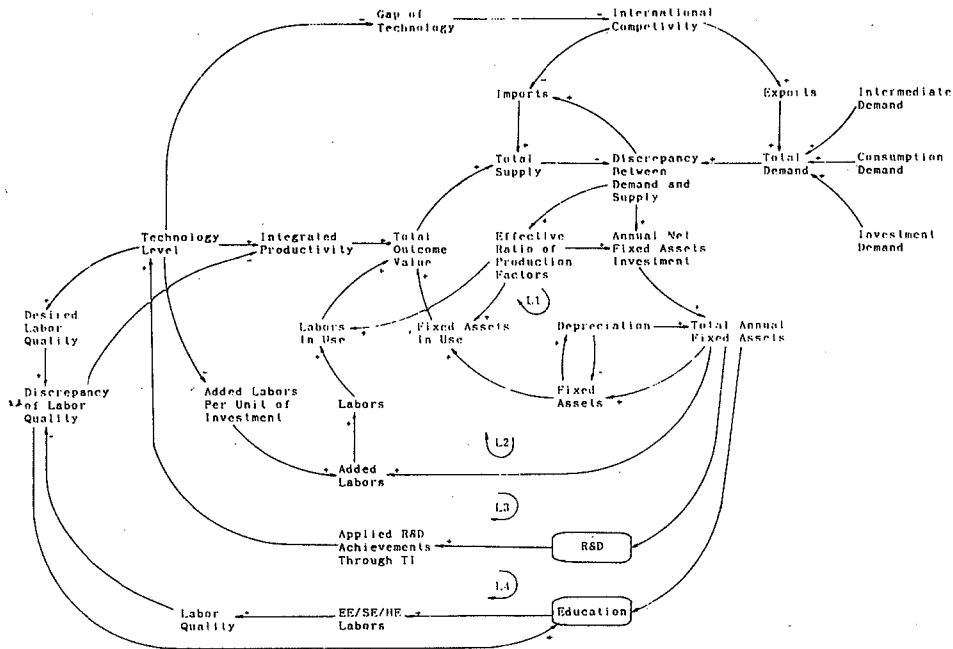 Gap of
Technology
International
Competivity
Imports
Exports
Intermediate
Demand
Total
Supply
Discrepancy
Between
Demand and
Supply
Total
Demand
Consumption
Demand
Investment
Demand
Technology
Level
Integrated
Productivity
Total
Outcome
Value
Effective
Ratio of
Production
Factors
Annual Net
Fixed Assets
Investment
L1
Desired
Labor
Quality
Labors
In Use
Fixed Assets
In Use
Depreciation
Total Annual
Fixed Assets
Discrepancy
of Labor
Quality
Added Labors
Per Unit of
Investment
Labors
Fixed
Assets
L2
Added
Labors
L3
Applied R&D
Achievements
Through TI
R&D
L4
Labor
Quality
EE/SE/HE
Labors
Education